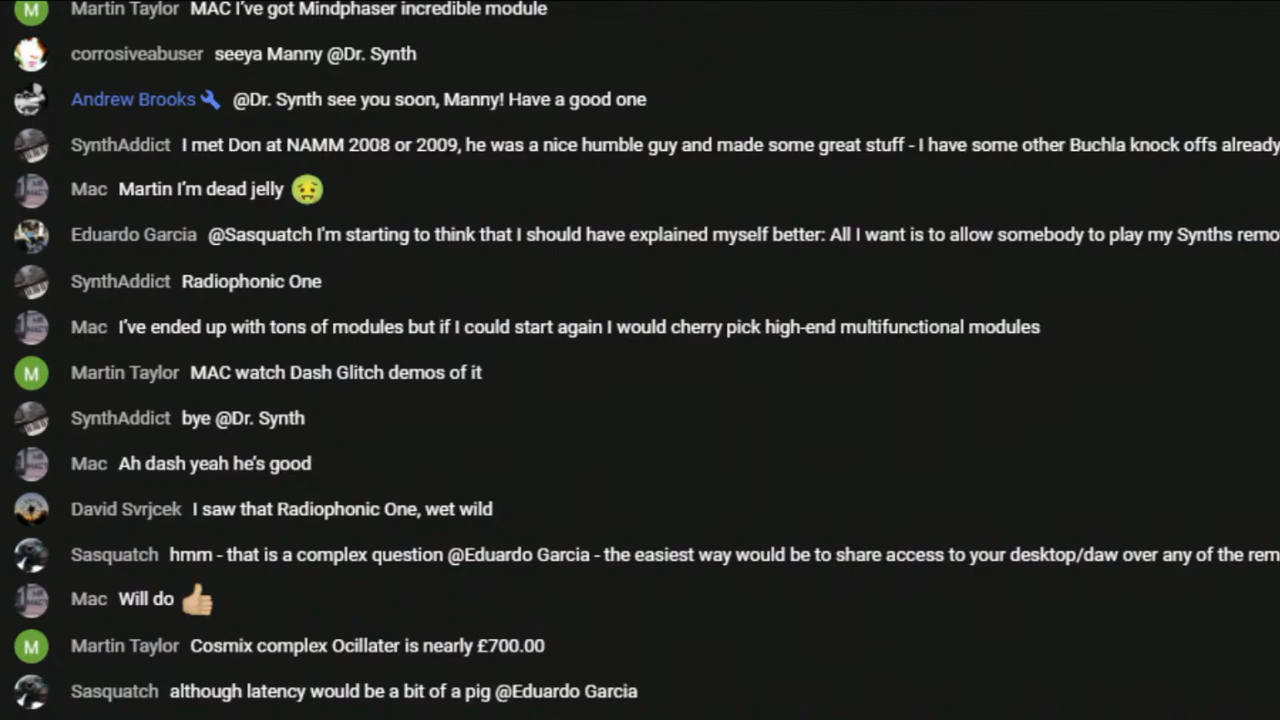 M Martin Taylor MAC I've got Mindphaser incredible module
corrosiveabuser seeya Manny @Dr. Synth
Andrew Brooks @Dr. Synth see you soon, Manny! Have a good one
SynthAddict I met Don at NAMM 2008 or 2009, he was a nice humble guy and made some great stuff - I have some other Buchla knock offs already
Mac Martin I'm dead jelly 🤢
Eduardo Garcia @Sasquatch I'm starting to think that I should have explained myself better: All I want is to allow somebody to play my Synths remo
SynthAddict Radiophonic One
Mac I've ended up with tons of modules but if I could start again I would cherry pick high-end multifunctional modules
M Martin Taylor MAC watch Dash Glitch demos of it
SynthAddict bye @Dr. Synth
Mac Ah dash yeah he's good
David Svrjcek I saw that Radiophonic One, wet wild
Sasquatch hmm - that is a complex question @Eduardo Garcia - the easiest way would be to share access to your desktop/daw over any of the rem
Mac Will do 👍🏼
M Martin Taylor Cosmix complex Ocillater is nearly £700.00
Sasquatch although latency would be a bit of a pig @Eduardo Garcia